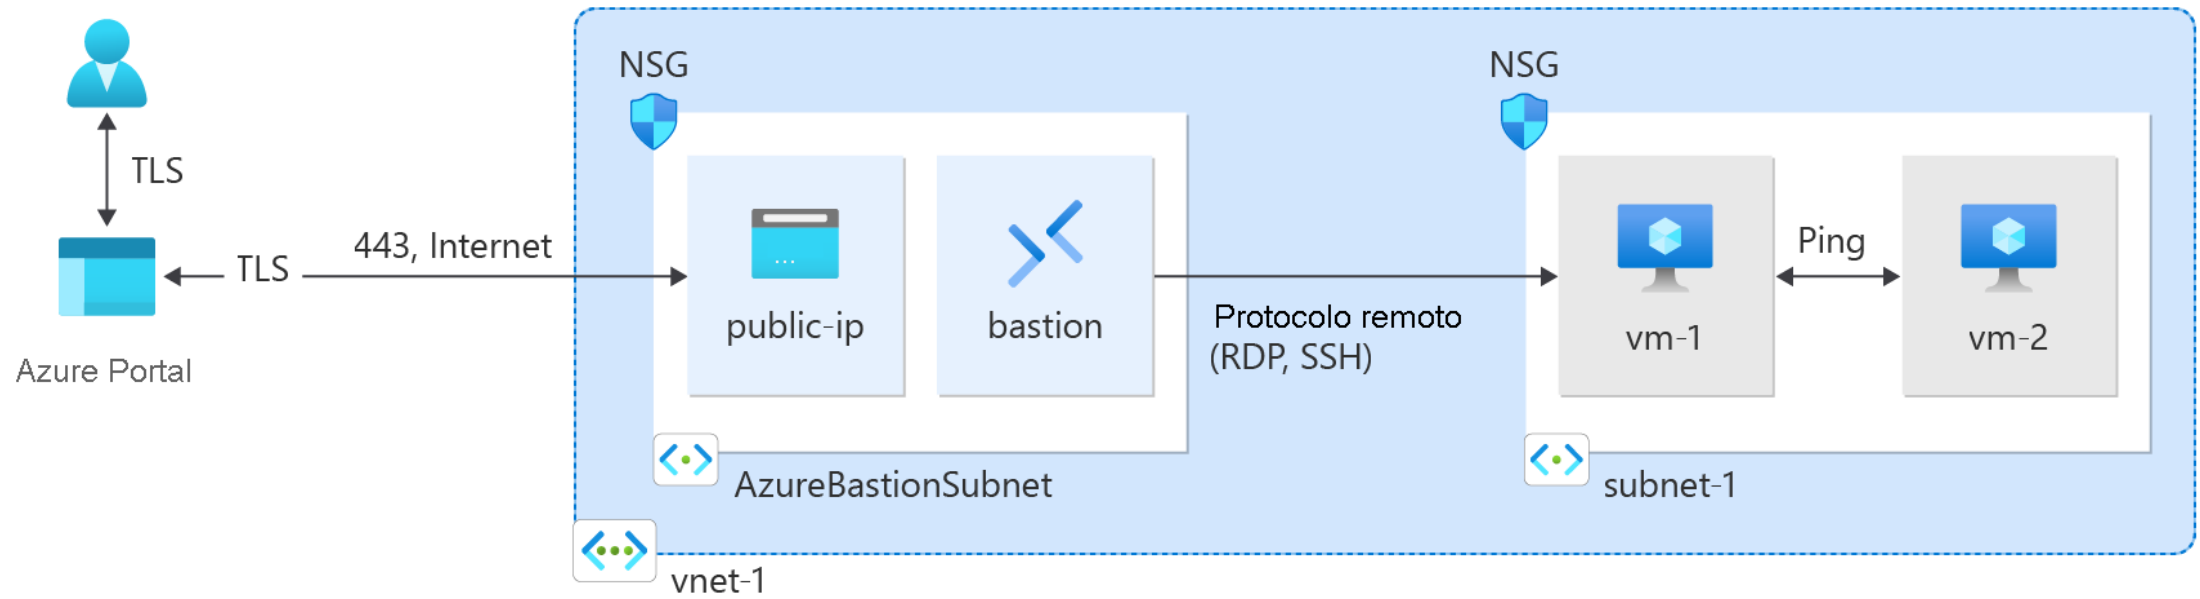 NSG
NSG
TLS
443, Internet
TLS
Ping
public-ip
bastion
Protocolo remoto
(RDP, SSH)
vm-1
vm-2
Azure Portal
AzureBastionSubnet
subnet-1
vnet-1